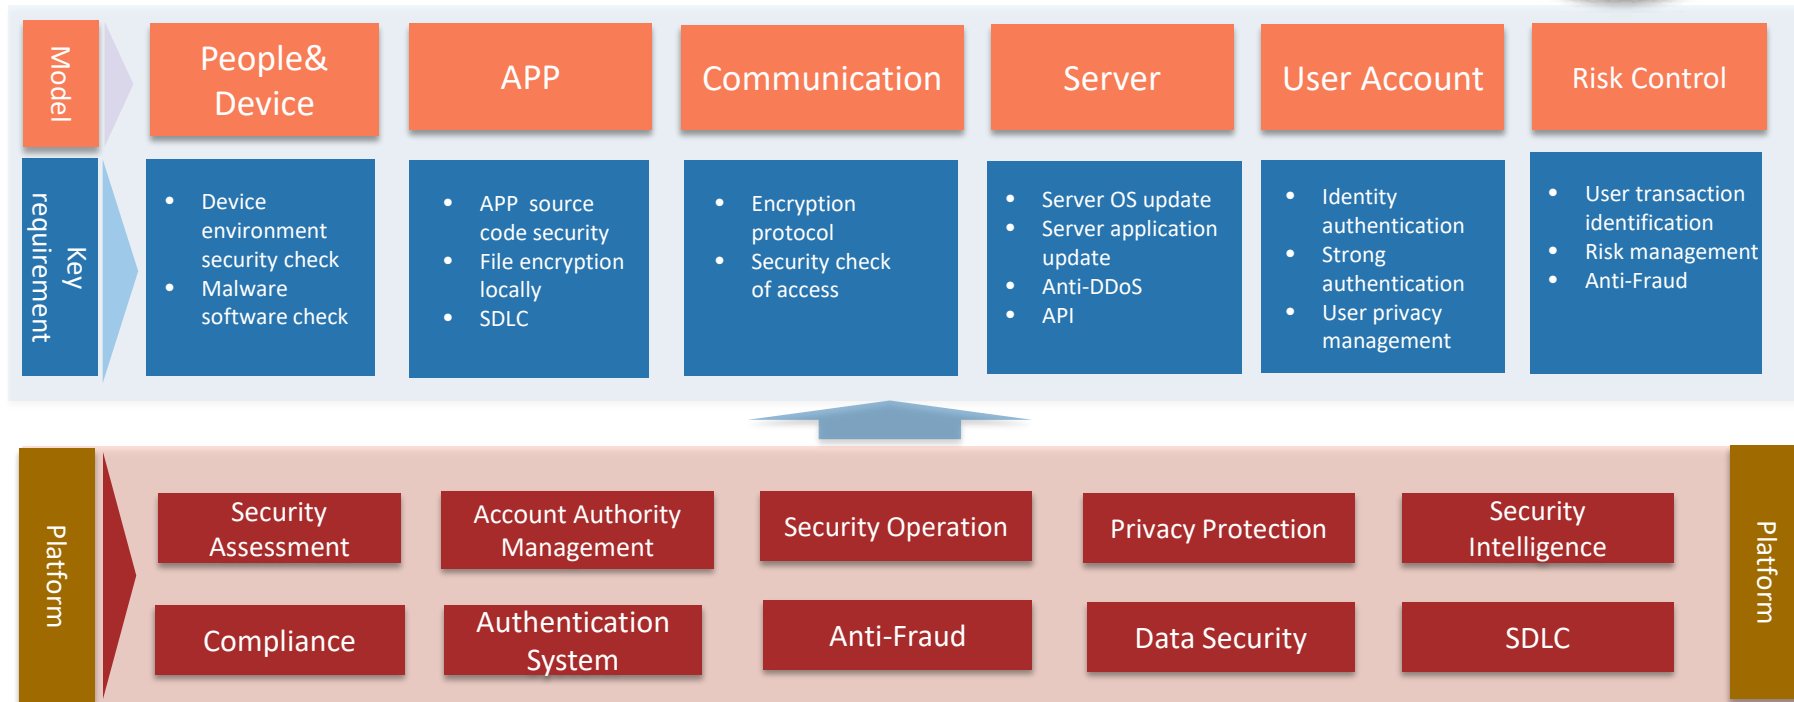 Model
People&
Device
APP
Communication
Server
User Account
Risk Control
Key
requirement
• Device
environment
security check
• Malware
software check
• APP source
code security
• File encryption
locally
• SDLC
• Encryption
protocol
• Security check
of access
• Server OS update
• Server application
update
• Anti-DDoS
• API
• Identity
authentication
• Strong
authentication
• User privacy
management
• User transaction
identification
• Risk management
• Anti-Fraud
Platform
Security
Assessment
Account Authority
Management
Security Operation
Privacy Protection
Security
Intelligence
Compliance
Authentication
System
Anti-Fraud
Data Security
SDLC
Platform